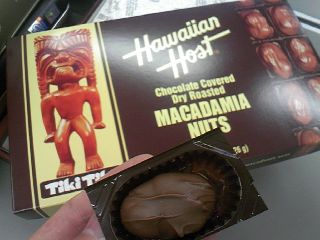 Hawaiian
Host
Chocolate Covered
Dry Roasted
MACADAMIA
NUTS
Tiki